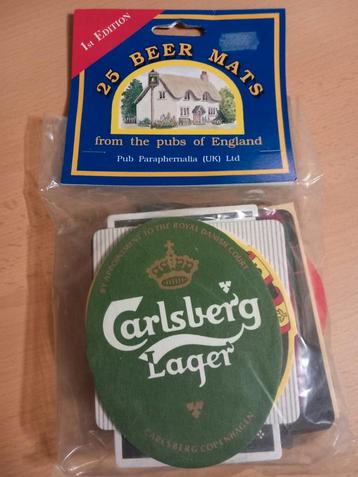 1st EDITION
25 BEER MATS
from the pubs of England
Pub Paraphernalia (UK) Ltd
BY APPOINTMENT TO THE ROYAL DANISH COURT
Carlsberg
Lager
CARLSBERG COPENHAGEN